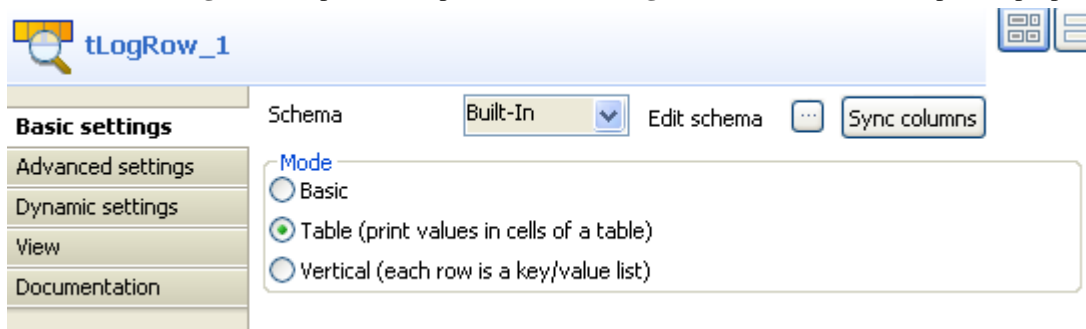 tLogRow_1
Basic settings
Advanced settings
Dynamic settings
View
Documentation
Schema Built-In Edit schema ... Sync columns
Mode
Basic
Table (print values in cells of a table)
Vertical (each row is a key/value list)